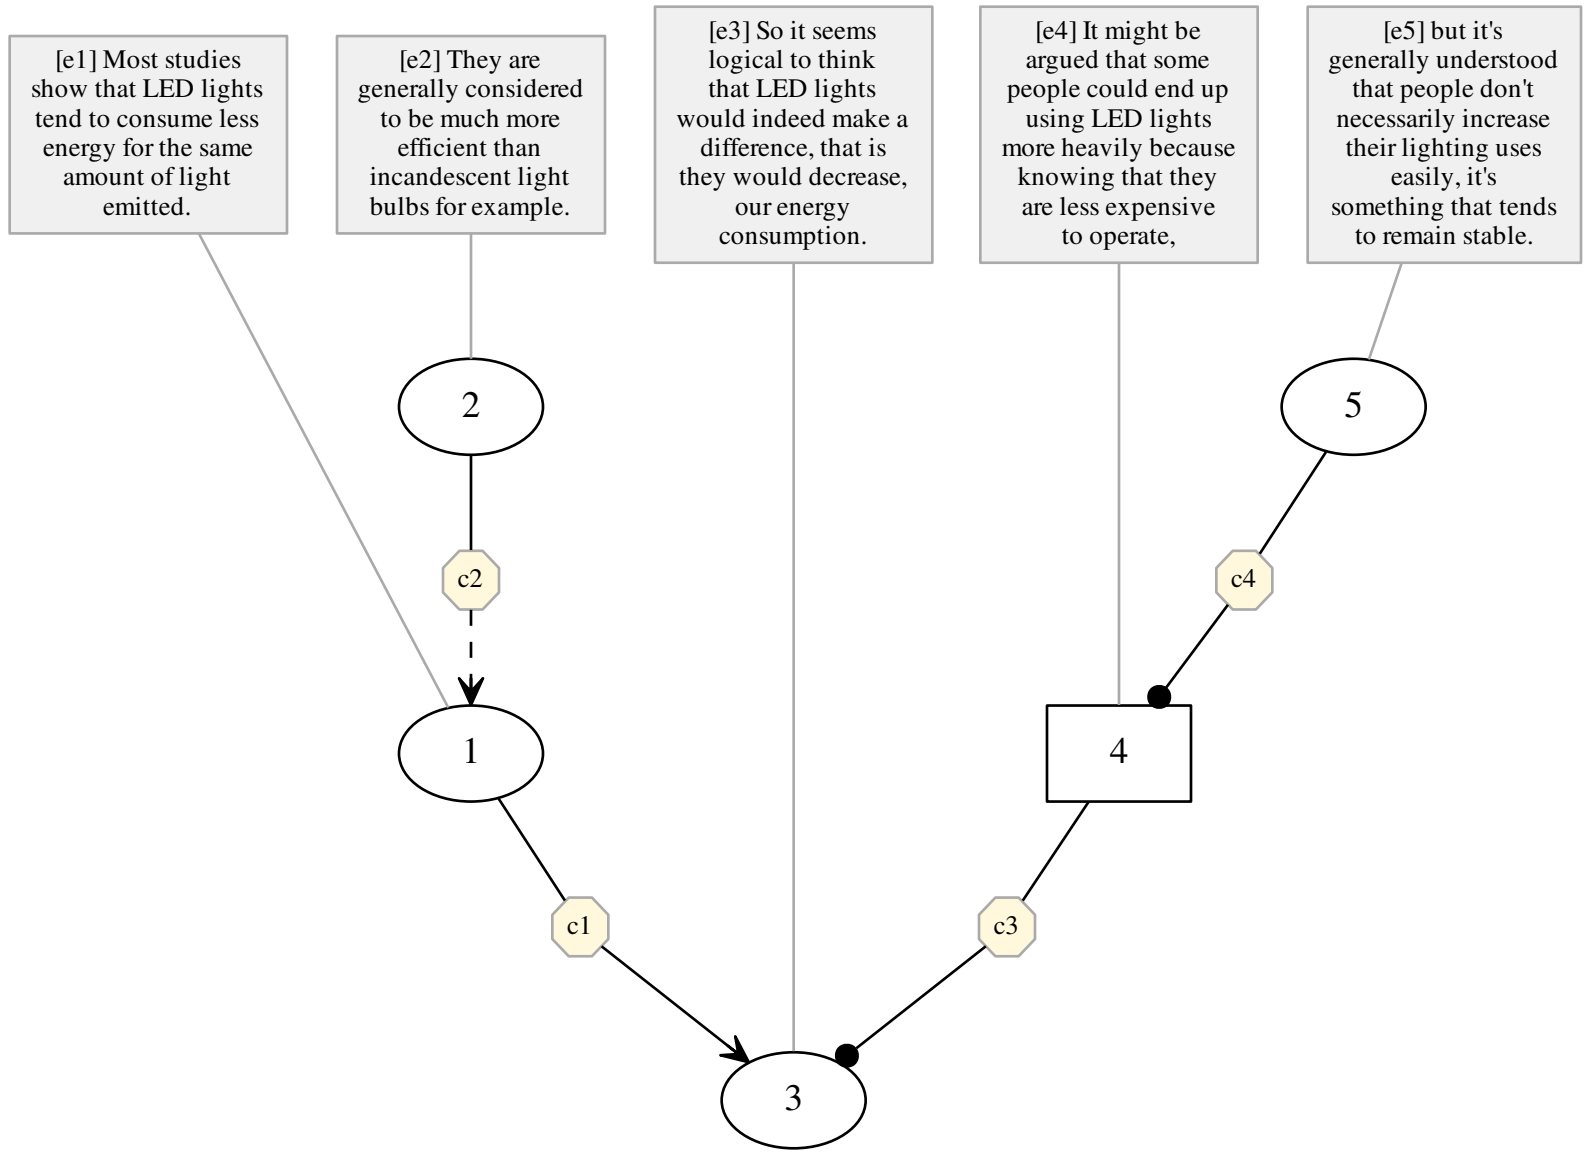 [e1] Most studies
show that LED lights
tend to consume less
energy for the same
amount of light
emitted.
[e2] They are
generally considered
to be much more
efficient than
incandescent light
bulbs for example.
[e3] So it seems
logical to think
that LED lights
would indeed make a
difference, that is
they would decrease,
our energy
consumption.
[e4] It might be
argued that some
people could end up
using LED lights
more heavily because
knowing that they
are less expensive
to operate,
[e5] but it's
generally understood
that people don't
necessarily increase
their lighting uses
easily, it's
something that tends
to remain stable.
2
5
c2
c4
1
4
c1
c3
3